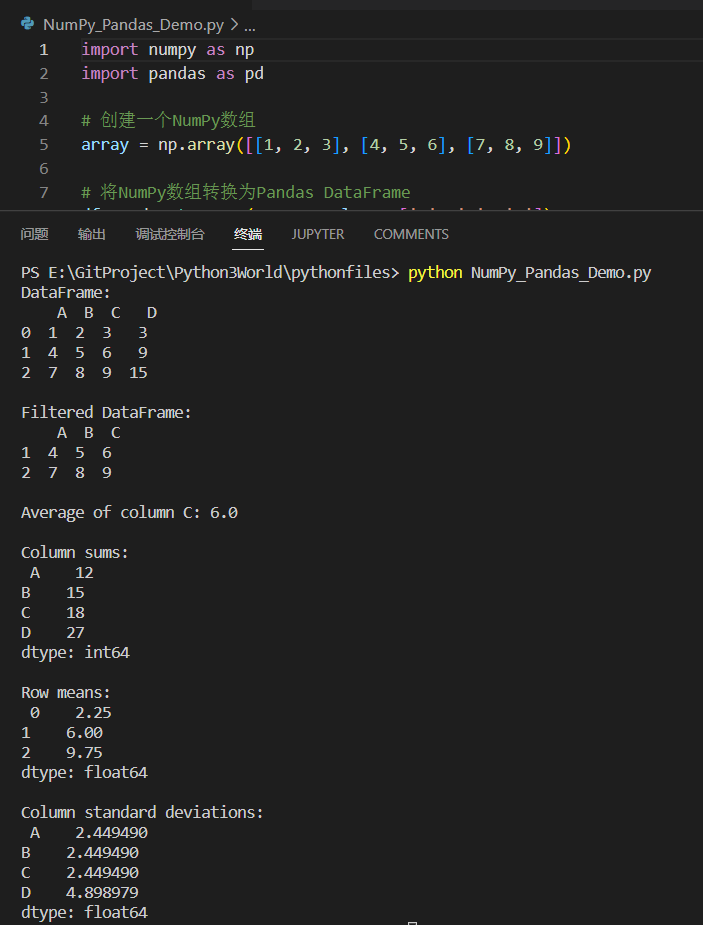 NumPy_Pandas_Demo.py > ...
1 import numpy as np
2 import pandas as pd
3
4 # 创建一个NumPy数组
5 array = np.array([[1, 2, 3], [4, 5, 6], [7, 8, 9]])
6
7 # 将NumPy数组转换为Pandas DataFrame
问题 输出 调试控制台 终端 JUPYTER COMMENTS
PS E:\GitProject\Python3World\pythonfiles> python NumPy_Pandas_Demo.py
DataFrame:
    A  B  C   D
0  1  2  3   3
1  4  5  6   9
2  7  8  9  15
Filtered DataFrame:
    A  B  C
1  4  5  6
2  7  8  9
Average of column C: 6.0
Column sums:
 A    12
B    15
C    18
D    27
dtype: int64
Row means:
 0    2.25
1    6.00
2    9.75
dtype: float64
Column standard deviations:
 A    2.449490
B    2.449490
C    2.449490
D    4.898979
dtype: float64